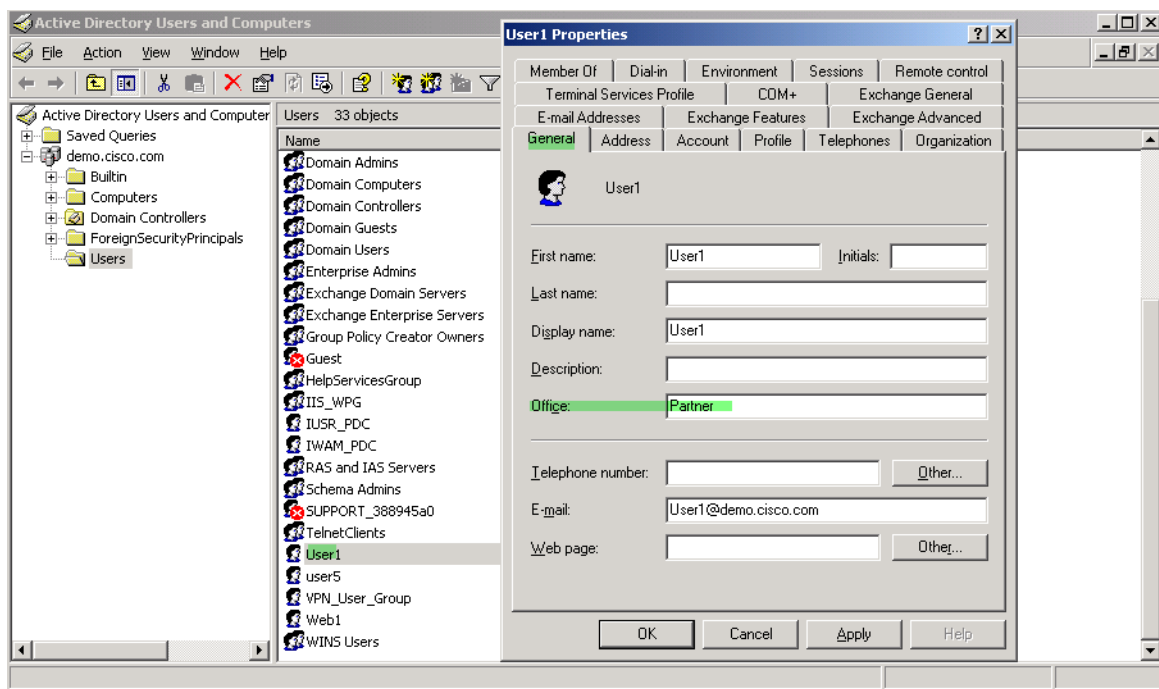 Active Directory Users and Computers
File Action View Window Help
Active Directory Users and Computer
Saved Queries
demo.cisco.com
Builtin
Computers
Domain Controllers
ForeignSecurityPrincipals
Users
Users 33 objects
Name
Domain Admins
Domain Computers
Domain Controllers
Domain Guests
Domain Users
Enterprise Admins
Exchange Domain Servers
Exchange Enterprise Servers
Group Policy Creator Owners
Guest
HelpServicesGroup
IIS_WPG
IUSR_PDC
IWAM_PDC
RAS and IAS Servers
Schema Admins
SUPPORT_388945a0
TelnetClients
User1
user5
VPN_User_Group
Web1
WINS Users
User1 Properties
Member Of Dial-in Environment Sessions Remote control
Terminal Services Profile COM+ Exchange General
E-mail Addresses Exchange Features Exchange Advanced
General Address Account Profile Telephones Organization
User1
First name: User1 Initials:
Last name:
Display name: User1
Description:
Office: Partner
Telephone number: Other...
E-mail: User1@demo.cisco.com
Web page: Other...
OK Cancel Apply Help